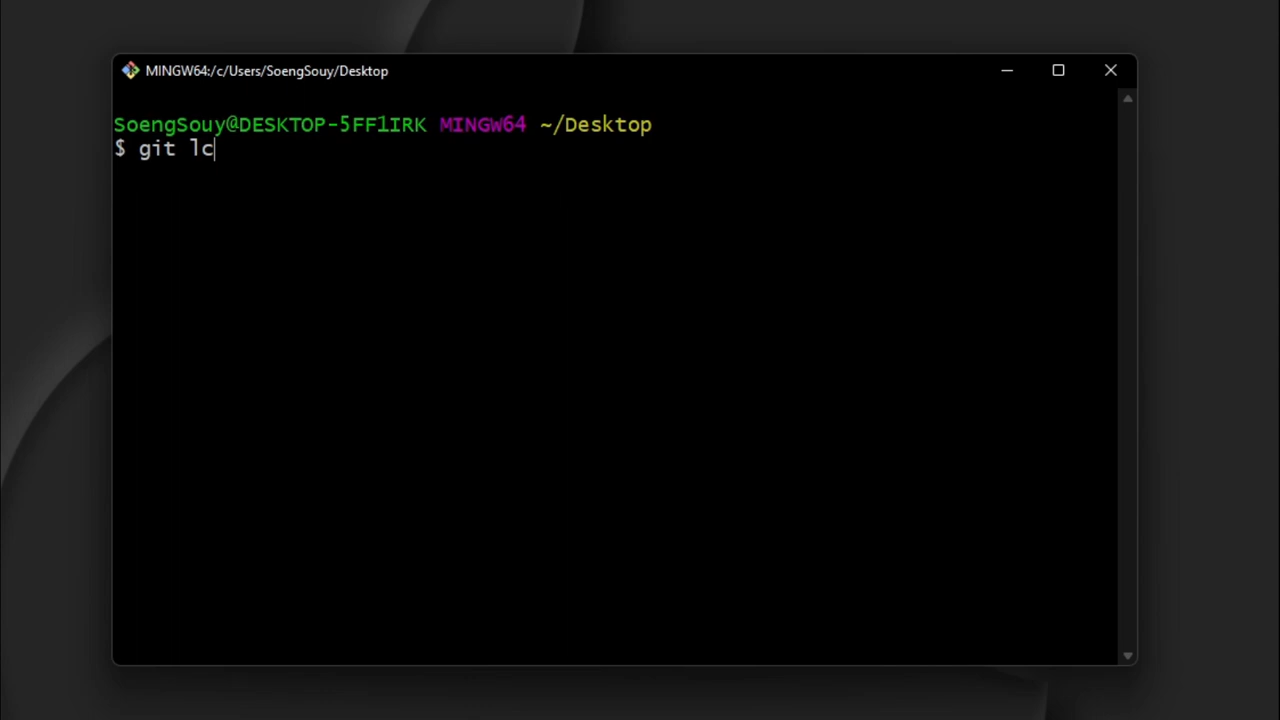 MINGW64:/c/Users/SoengSouy/Desktop
SoengSouy@DESKTOP-5FF1IRK MINGW64 ~/Desktop
$ git lc